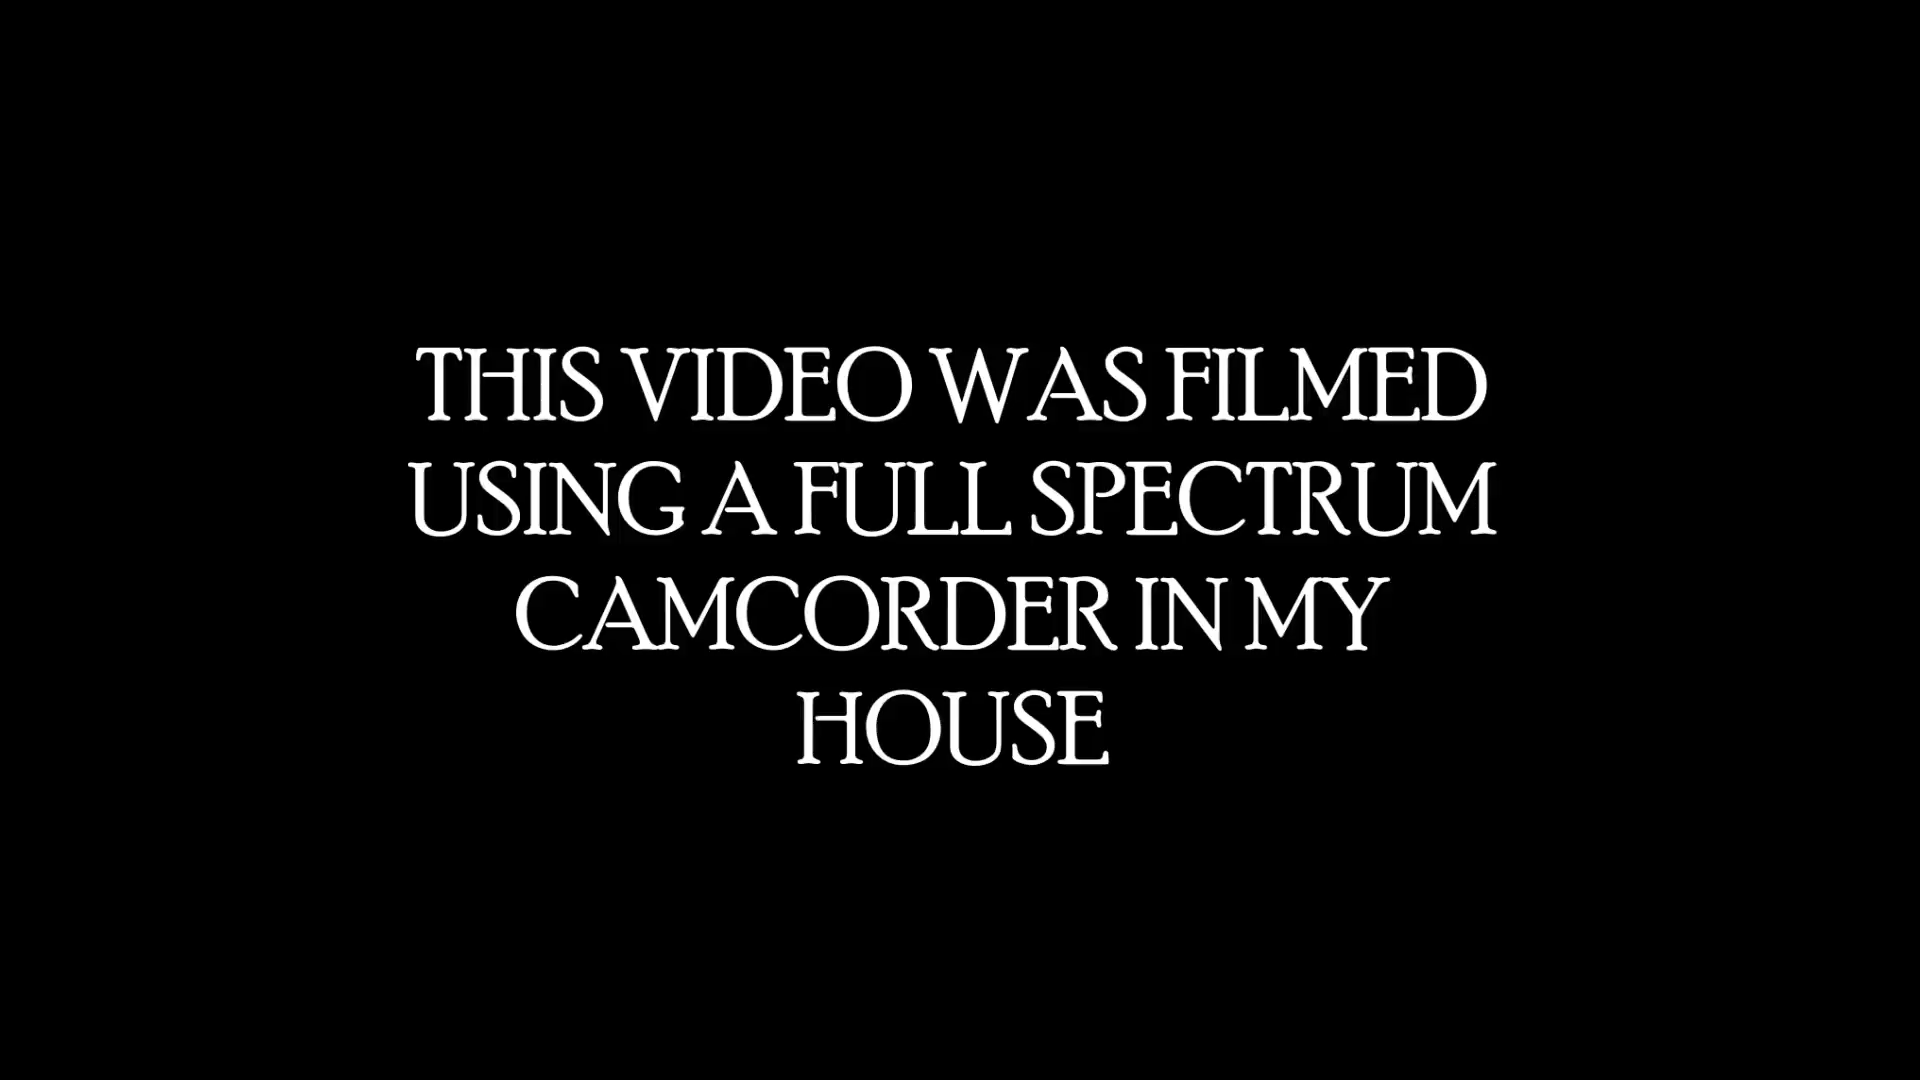 THIS VIDEO WAS FILMED
USING A FULL SPECTRUM
CAMCORDER IN MY
HOUSE